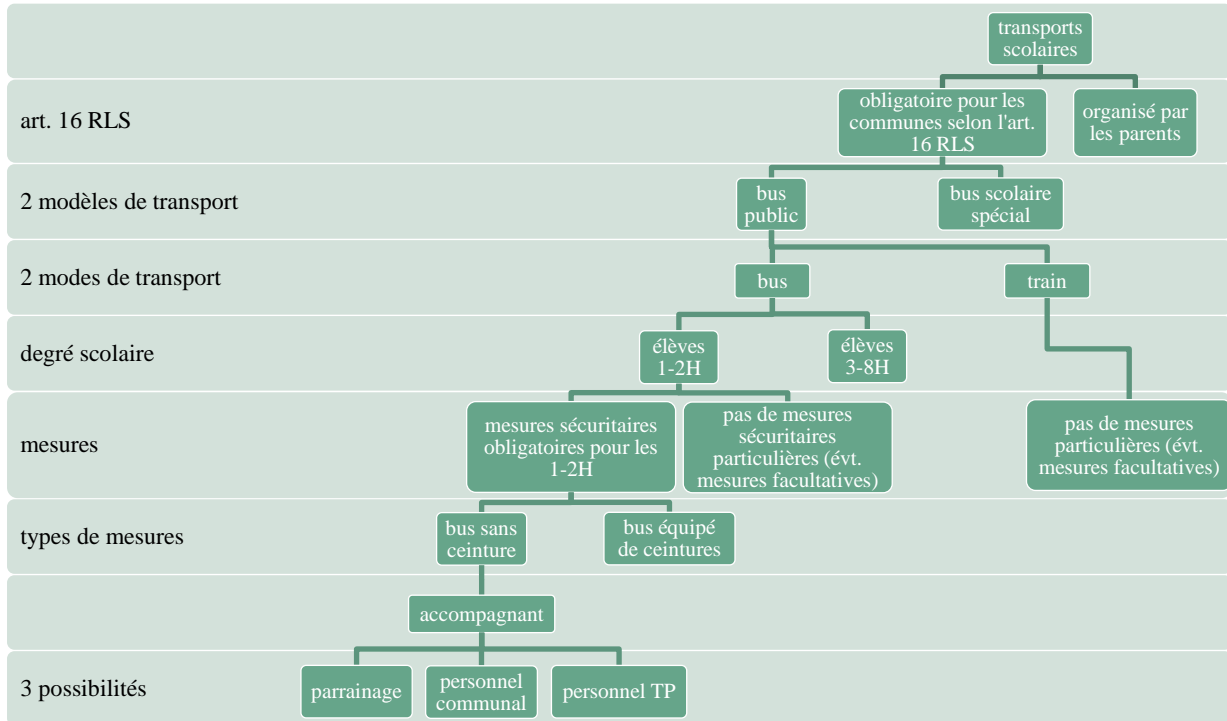 transports
scolaires
art. 16 RLS
obligatoire pour les
communes selon l'art.
16 RLS
organisé par
les parents
2 modèles de transport
bus
public
bus scolaire
spécial
2 modes de transport
bus
train
degré scolaire
élèves
1-2H
élèves
3-8H
mesures
mesures sécuritaires
obligatoires pour les
1-2H
pas de mesures
sécuritaires
particulières (évt.
mesures facultatives)
pas de mesures
particulières (évt.
mesures facultatives)
types de mesures
bus sans
ceinture
bus équipé
de ceintures
accompagnant
3 possibilités
parrainage
personnel
communal
personnel TP